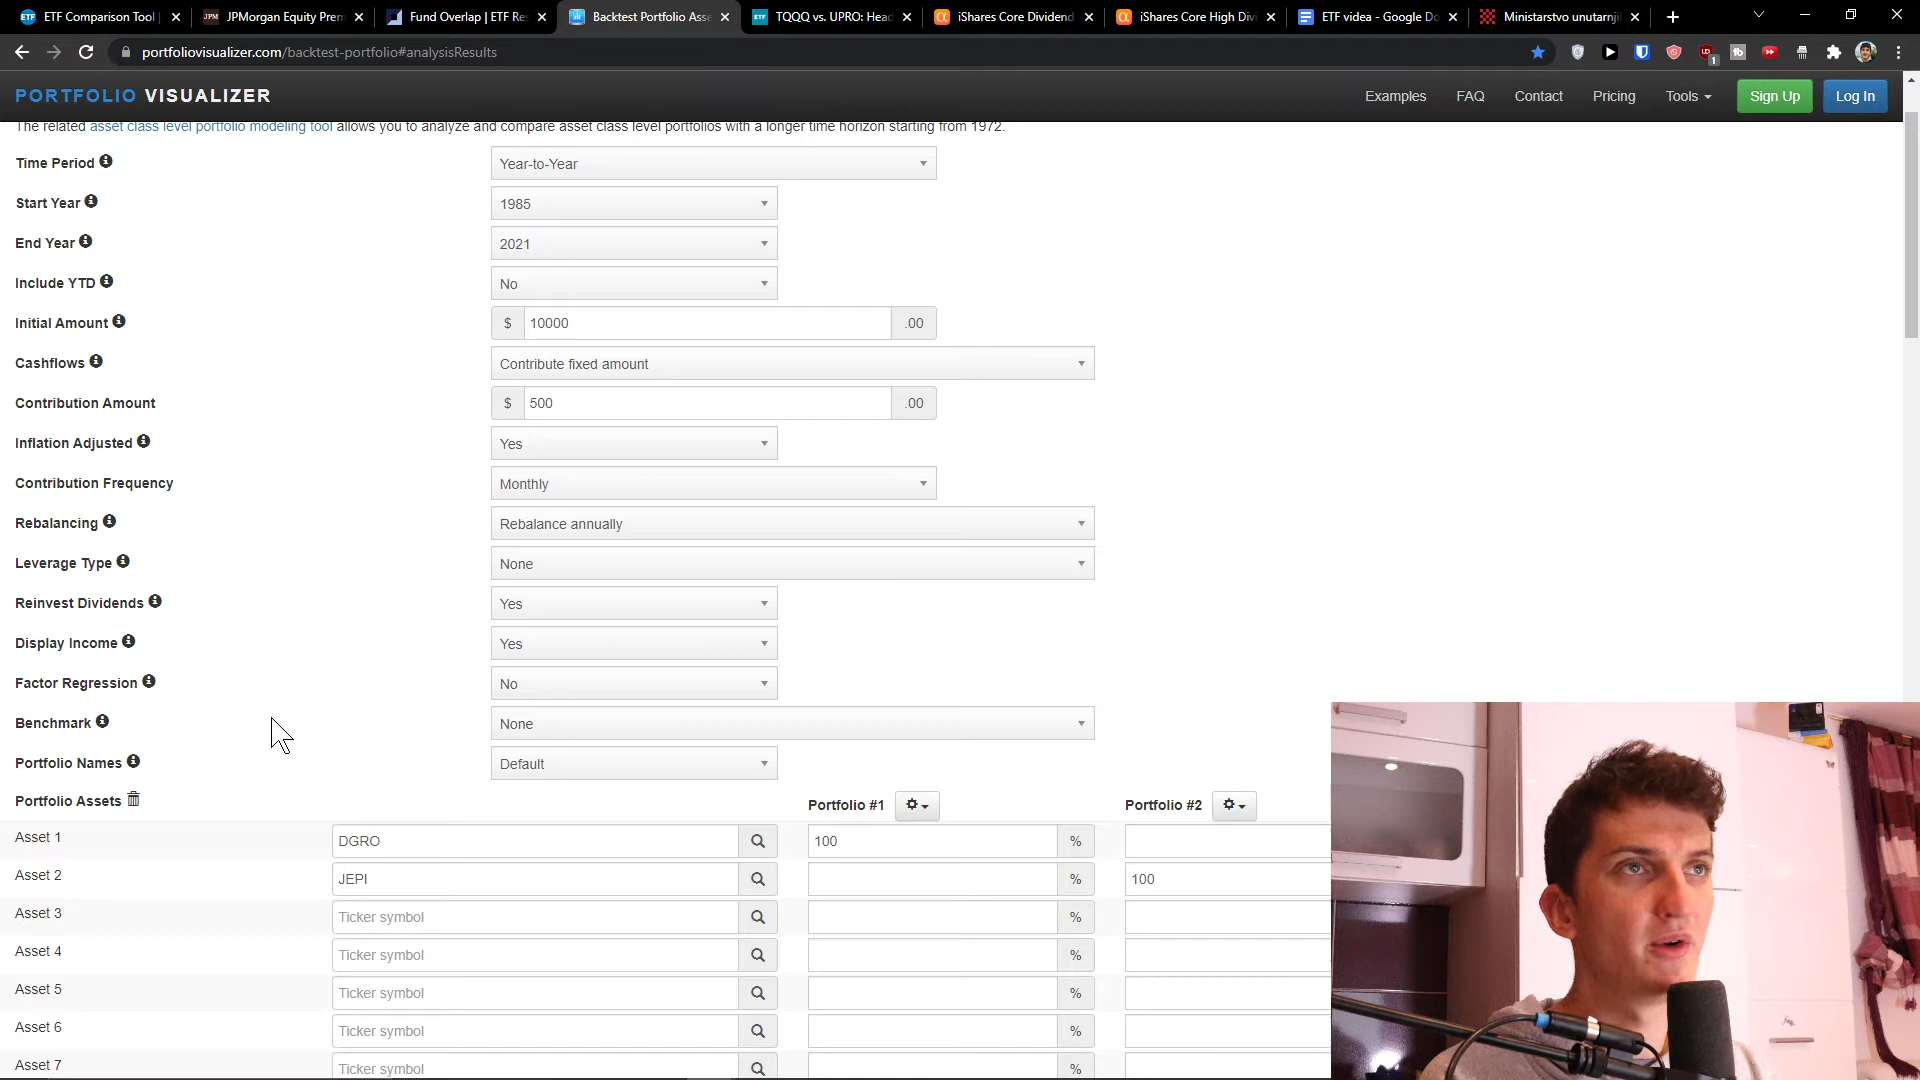 ETF Comparison Tool
JPM JPMorgan Equity Prem
Fund Overlap | ETF Re
Backtest Portfolio Ass
ETF TQQQ vs. UPRO: Head
iShares Core Dividend
iShares Core High Divi
ETF videa - Google Do
Ministarstvo unutarnji
portfoliovisualizer.com/backtest-portfolio#analysisResults
PORTFOLIO VISUALIZER
Examples
FAQ
Contact
Pricing
Tools
Sign Up
Log In
The related asset class level portfolio modeling tool allows you to analyze and compare asset class level portfolios with a longer time horizon starting from 1972.
Time Period Year-to-Year
Start Year 1985
End Year 2021
Include YTD No
Initial Amount $ 10000 .00
Cashflows Contribute fixed amount
Contribution Amount $ 500 .00
Inflation Adjusted Yes
Contribution Frequency Monthly
Rebalancing Rebalance annually
Leverage Type None
Reinvest Dividends Yes
Display Income Yes
Factor Regression No
Benchmark None
Portfolio Names Default
Portfolio Assets Portfolio #1 Portfolio #2
Asset 1 DGRO 100 %
Asset 2 JEPI % 100
Asset 3 Ticker symbol %
Asset 4 Ticker symbol %
Asset 5 Ticker symbol %
Asset 6 Ticker symbol %
Asset 7 Ticker symbol %